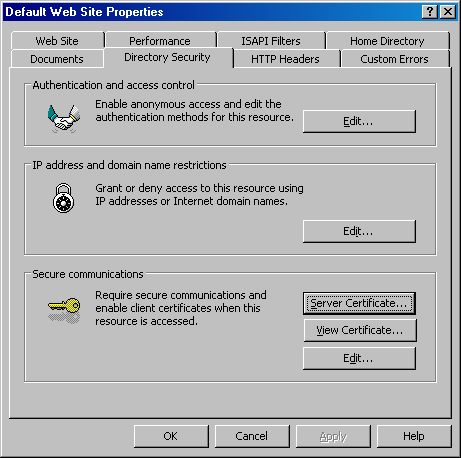 Default Web Site Properties
Web Site Performance ISAPI Filters Home Directory
Documents Directory Security HTTP Headers Custom Errors
Authentication and access control
Enable anonymous access and edit the
authentication methods for this resource.
Edit...
IP address and domain name restrictions
Grant or deny access to this resource using
IP addresses or Internet domain names.
Edit...
Secure communications
Require secure communications and
enable client certificates when this
resource is accessed.
Server Certificate...
View Certificate...
Edit...
OK Cancel Apply Help